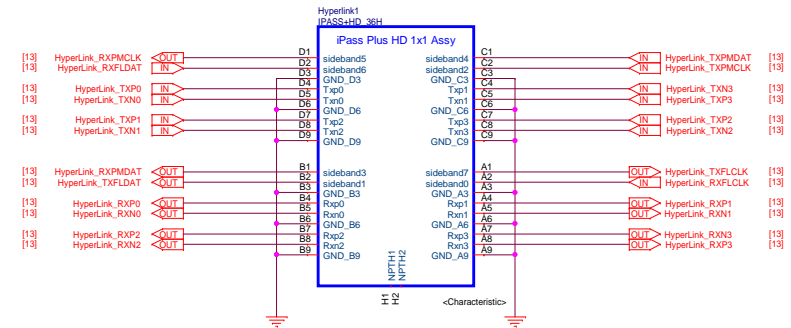 Hyperlink1
IPASS+HD_36H
iPass Plus HD 1x1 Assy
[13] HyperLink_RXPMCLK OUT D1 sideband5 sideband4 C1 IN HyperLink_TXPMDAT [13]
[13] HyperLink_RXFLDAT IN D2 sideband6 sideband2 C2 IN HyperLink_TXPMCLK [13]
D3 GND_D3 GND_C3 C3
[13] HyperLink_TXP0 IN D4 Txp0 Txp1 C4 IN HyperLink_TXN3 [13]
[13] HyperLink_TXN0 IN D5 Txn0 Txn1 C5 IN HyperLink_TXP3 [13]
D6 GND_D6 GND_C6 C6
[13] HyperLink_TXP1 IN D7 Txp2 Txp3 C7 IN HyperLink_TXP2 [13]
[13] HyperLink_TXN1 IN D8 Txn2 Txn3 C8 IN HyperLink_TXN2 [13]
D9 GND_D9 GND_C9 C9
[13] HyperLink_RXPMDAT OUT B1 sideband3 sideband7 A1 OUT HyperLink_TXFLCLK [13]
[13] HyperLink_TXFLDAT OUT B2 sideband1 sideband0 A2 IN HyperLink_RXFLCLK [13]
B3 GND_B3 GND_A3 A3
[13] HyperLink_RXP0 OUT B4 Rxp0 Rxp1 A4 OUT HyperLink_RXP1 [13]
[13] HyperLink_RXN0 OUT B5 Rxn0 Rxn1 A5 OUT HyperLink_RXN1 [13]
B6 GND_B6 GND_A6 A6
[13] HyperLink_RXP2 OUT B7 Rxp2 Rxp3 A7 OUT HyperLink_RXN3 [13]
[13] HyperLink_RXN2 OUT B8 Rxn2 Rxn3 A8 OUT HyperLink_RXP3 [13]
B9 GND_B9 GND_A9 A9
NPTH1
NPTH2
H1
H2
<Characteristic>